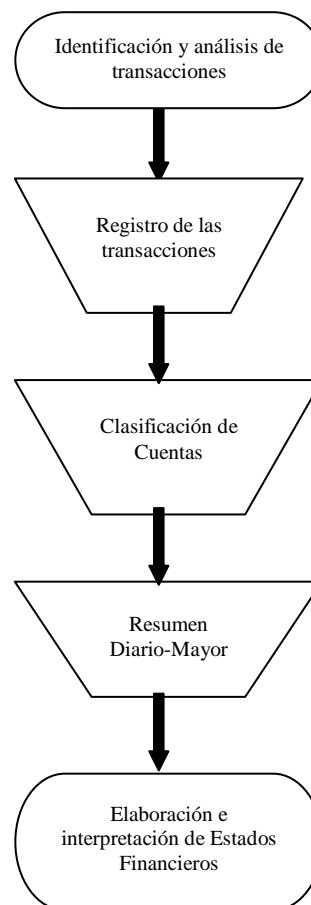 Identificación y análisis de
transacciones
Registro de las
transacciones
Clasificación de
Cuentas
Resumen
Diario-Mayor
Elaboración e
interpretación de Estados
Financieros